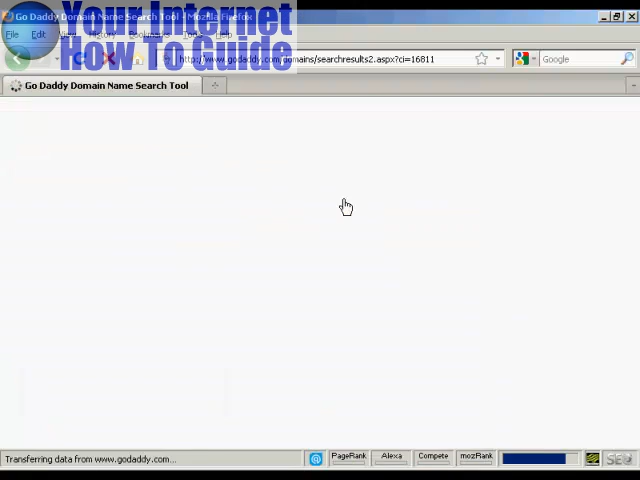 Go Daddy Domain Name Search Tool - Mozilla Firefox
Your Internet
How To Guide
File Edit View History Bookmarks Tools Help
http://www.godaddy.com/domains/searchresults2.aspx?ci=16811
Google
Go Daddy Domain Name Search Tool
Transferring data from www.godaddy.com...
PageRank Alexa Compete mozRank